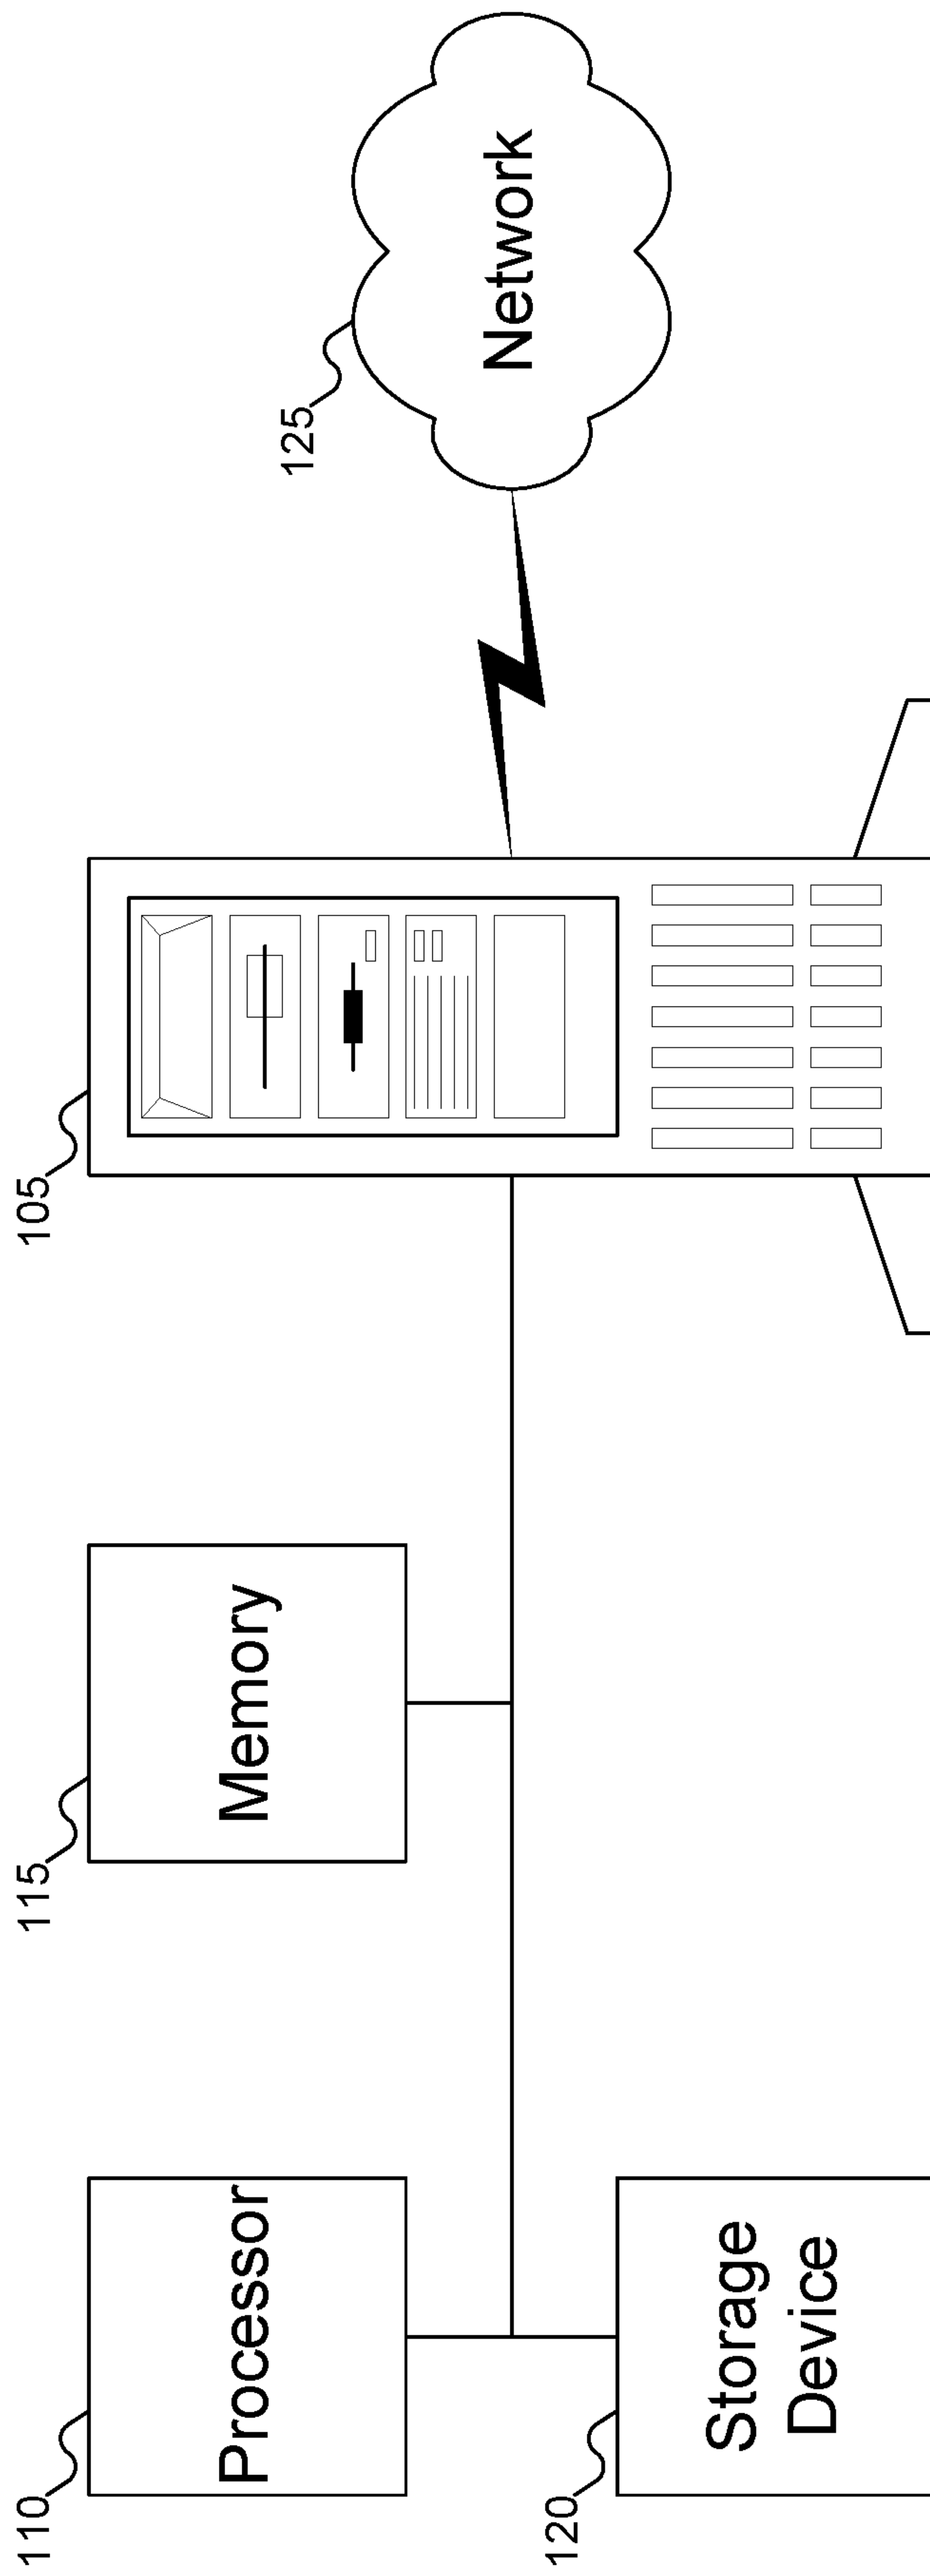 110
Processor
115
Memory
105
125
Network
120
Storage
Device